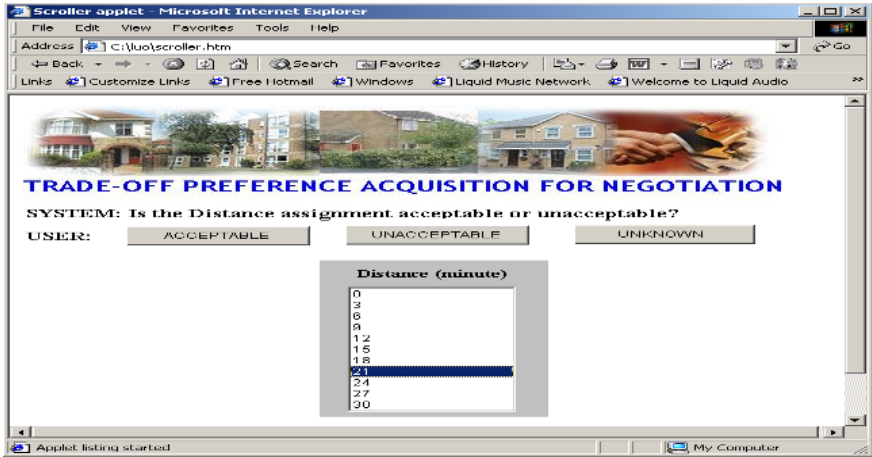 Scroller applet - Microsoft Internet Explorer
File Edit View Favorites Tools Help
Address C:\luo\scroller.htm Go
Back Search Favorites History
Links Customize Links Free Hotmail Windows Liquid Music Network Welcome to Liquid Audio »
TRADE-OFF PREFERENCE ACQUISITION FOR NEGOTIATION
SYSTEM: Is the Distance assignment acceptable or unacceptable?
USER: ACCEPTABLE UNACCEPTABLE UNKNOWN
Distance (minute)
0
3
6
9
12
15
18
21
24
27
30
Applet listing started My Computer